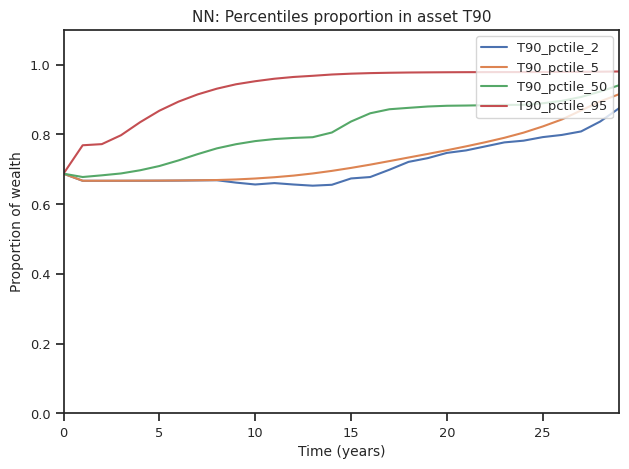 NN: Percentiles proportion in asset T90
T90_pctile_2
T90_pctile_5
T90_pctile_50
T90_pctile_95
Proportion of wealth
1.0
0.8
0.6
0.4
0.2
0.0
0 5 10 15 20 25
Time (years)